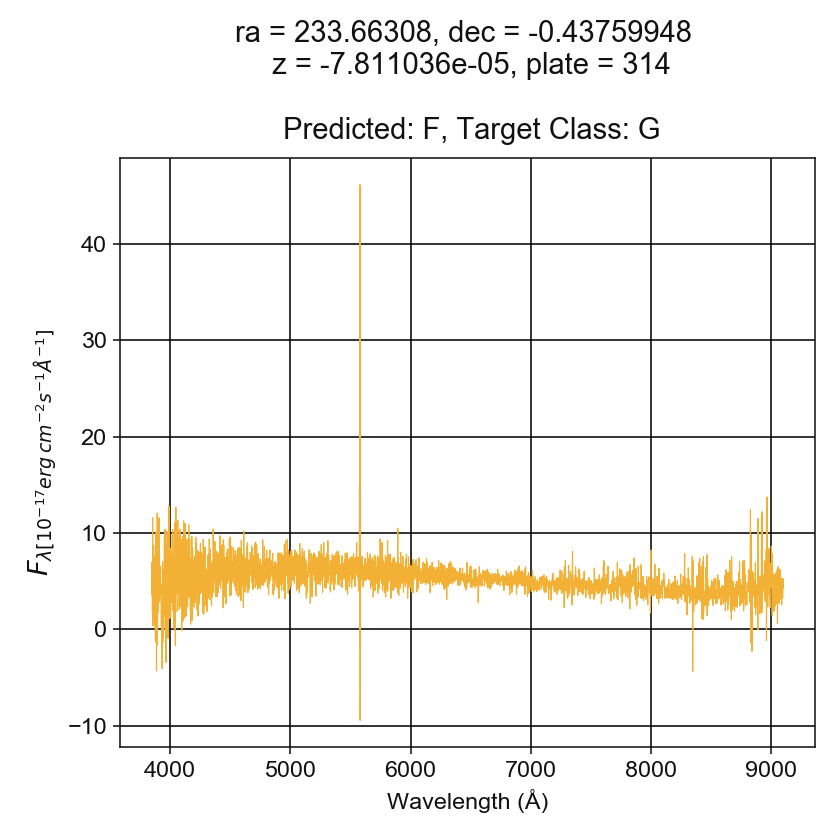 ra = 233.66308, dec = -0.43759948
z = -7.811036e-05, plate = 314
Predicted: F, Target Class: G
F_{λ[10^{-17} erg cm^{-2} s^{-1} Å^{-1}]}
40
30
20
10
0
−10
4000 5000 6000 7000 8000 9000
Wavelength (Å)